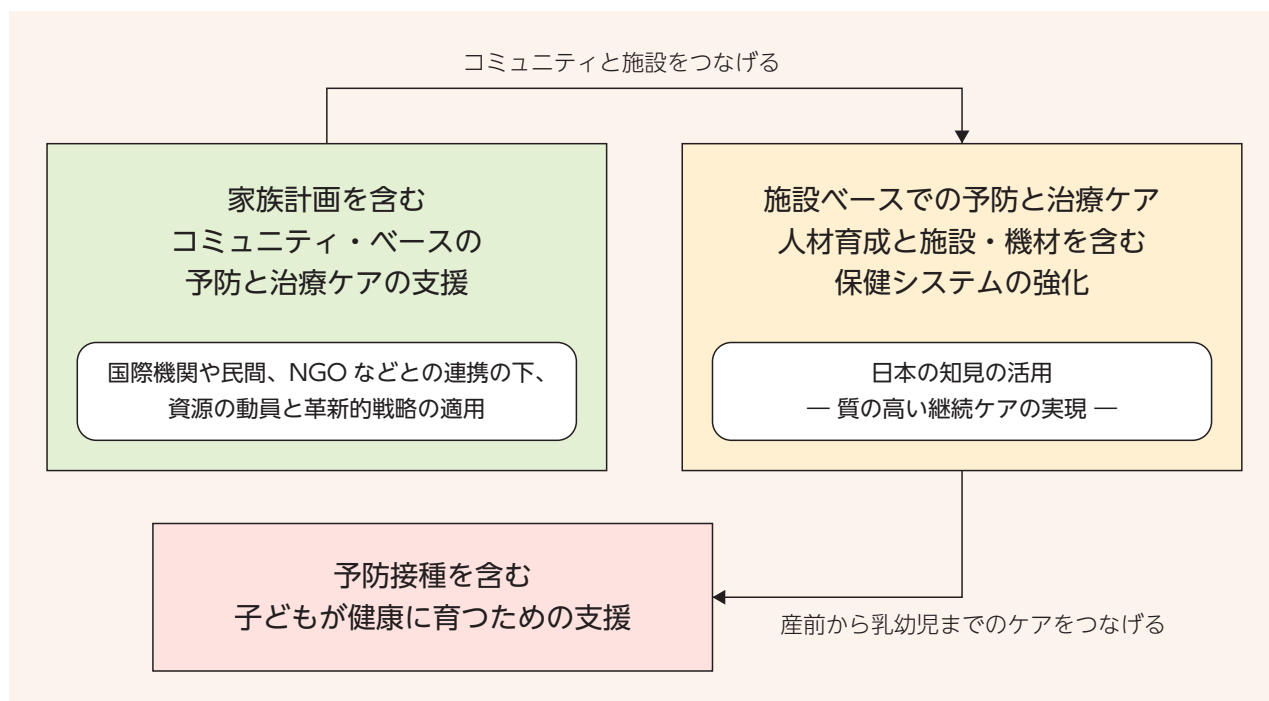 コミュニティと施設をつなげる
家族計画を含む
コミュニティ・ベースの
予防と治療ケアの支援
国際機関や民間、NGO などとの連携の下、
資源の動員と革新的戦略の適用
施設ベースでの予防と治療ケア
人材育成と施設・機材を含む
保健システムの強化
日本の知見の活用
― 質の高い継続ケアの実現 ―
予防接種を含む
子どもが健康に育つための支援
産前から乳幼児までのケアをつなげる